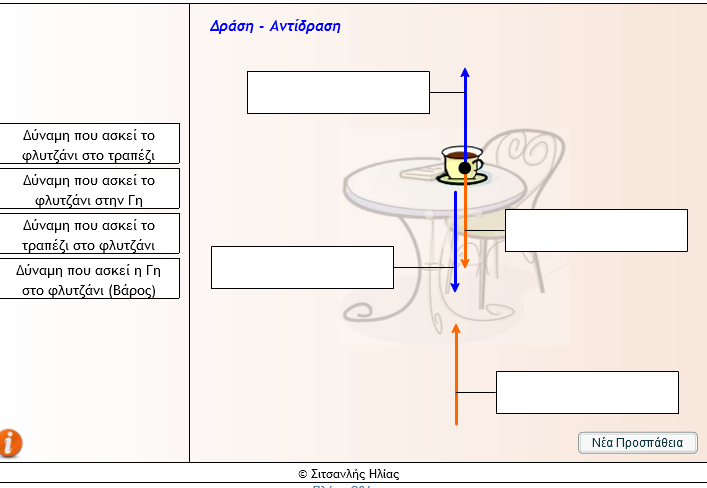 Δράση - Αντίδραση
Δύναμη που ασκεί το
φλυτζάνι στο τραπέζι
Δύναμη που ασκεί το
φλυτζάνι στην Γη
Δύναμη που ασκεί το
τραπέζι στο φλυτζάνι
Δύναμη που ασκεί η Γη
στο φλυτζάνι (Βάρος)
Νέα Προσπάθεια
© Σιτσανλής Ηλίας